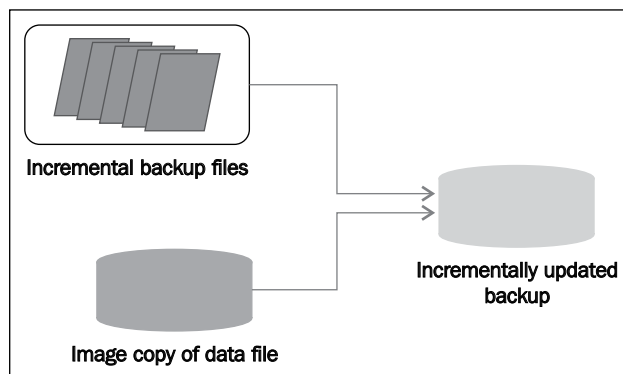 Incremental backup files
Image copy of data file
Incrementally updated
backup